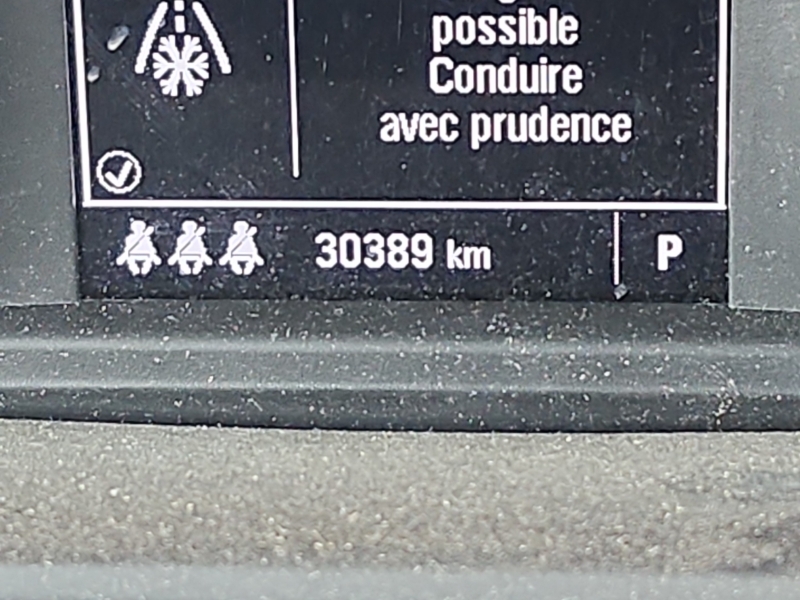 possible
Conduire
avec prudence
30389 km
P